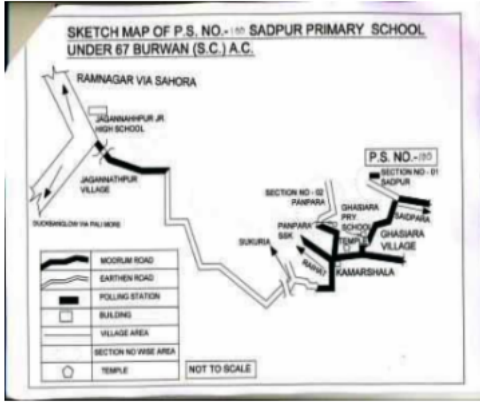 SKETCH MAP OF P.S. NO.-180 SADPUR PRIMARY SCHOOL
UNDER 67 BURWAN (S.C.) A.C.
RAMNAGAR VIA SAHORA
JAGANNAHHPUR JR.
HIGH SCHOOL
P.S. NO.-180
JAGANNATHPUR
VILLAGE
SECTION NO - 01
SADPUR
SECTION NO - 02
PANPARA
GHASIARA
PRY
SCHOOL
SAIDPARA
DUCKBANGLOW VIA PALI MORE
PANPARA
SSK
TEMPLE
GHASIARA
VILLAGE
SUKURIA
RAIHAT
KAMARSHALA
MODRUM ROAD
EARTHEN ROAD
POLLING STATION
BUILDING
VILLAGE AREA
SECTION NO WISE AREA
TEMPLE
NOT TO SCALE